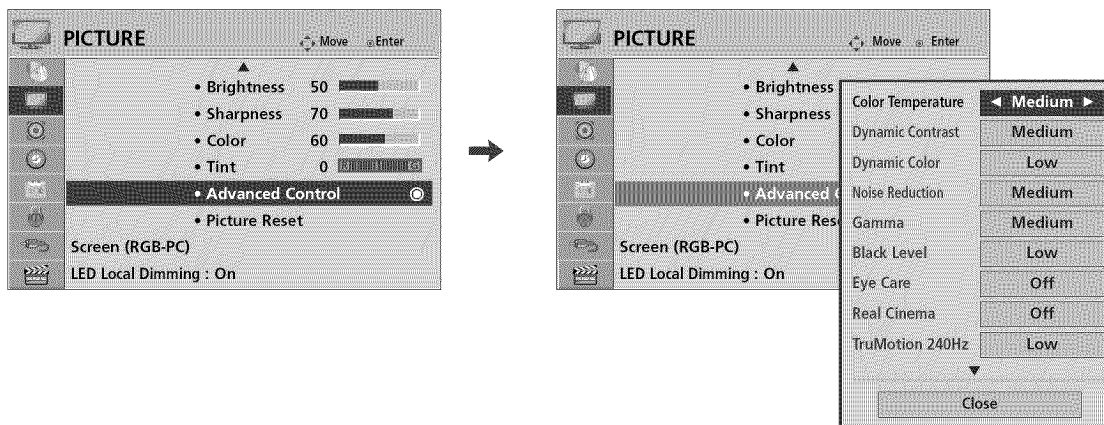 PICTURE
Move Enter
• Brightness 50
• Sharpness 70
• Color 60
• Tint 0 R G
• Advanced Control
• Picture Reset
Screen (RGB-PC)
LED Local Dimming : On
PICTURE
Move Enter
• Brightness
• Sharpness
• Color
• Tint
• Advanced C
• Picture Res
Screen (RGB-PC)
LED Local Dimming : On
Color Temperature ◄ Medium ►
Dynamic Contrast Medium
Dynamic Color Low
Noise Reduction Medium
Gamma Medium
Black Level Low
Eye Care Off
Real Cinema Off
TruMotion 240Hz Low
Close